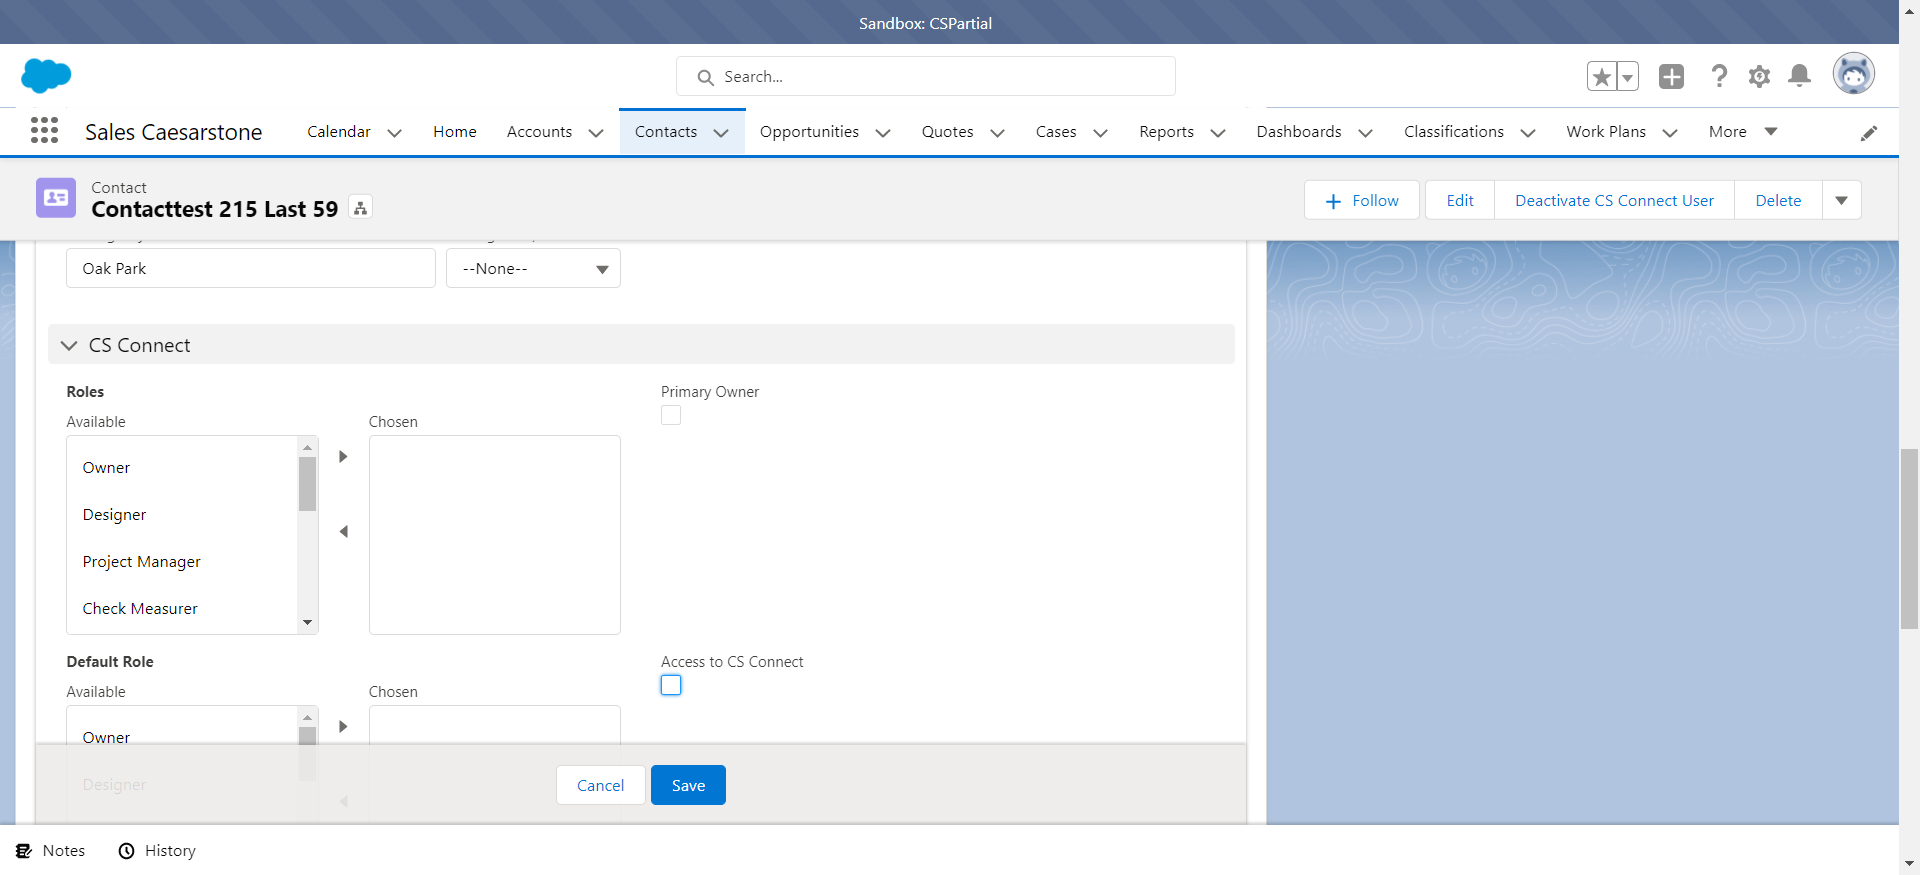 Sandbox: CSPartial
Search...
Sales Caesarstone
Calendar
Home
Accounts
Contacts
Opportunities
Quotes
Cases
Reports
Dashboards
Classifications
Work Plans
More
Contact
Contacttest 215 Last 59
Follow
Edit
Deactivate CS Connect User
Delete
Oak Park
--None--
CS Connect
Roles
Primary Owner
Available
Chosen
Owner
Designer
Project Manager
Check Measurer
Default Role
Access to CS Connect
Available
Chosen
Owner
Designer
Cancel
Save
Notes
History